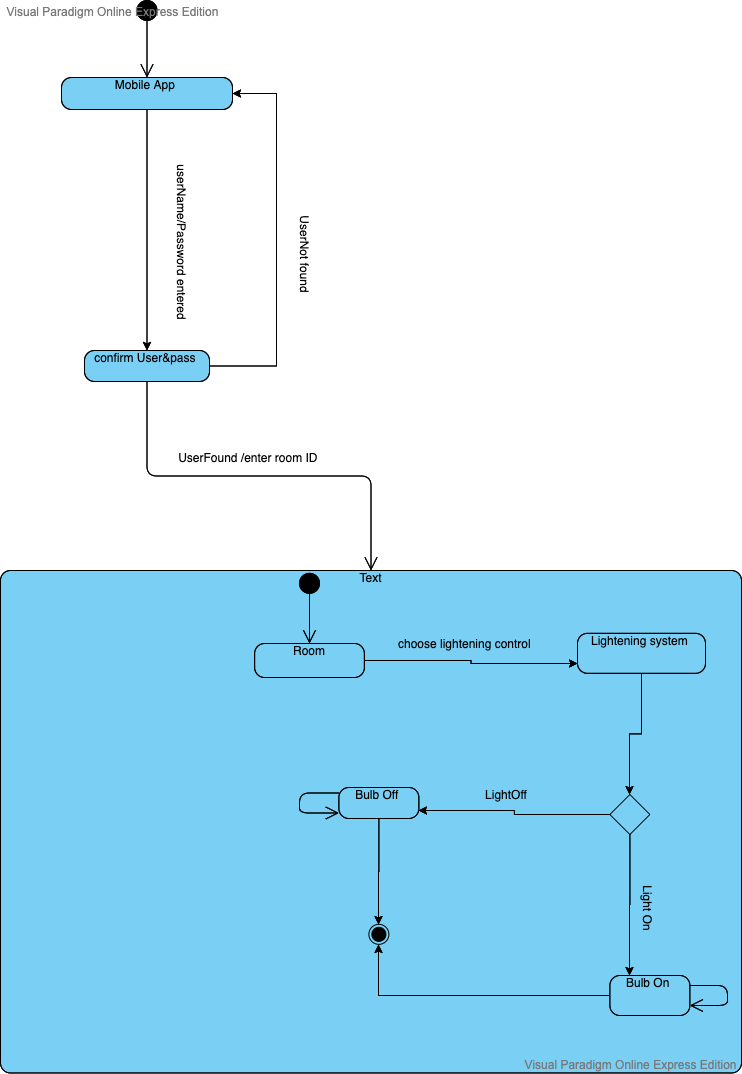 Visual Paradigm Online Express Edition
Mobile App
userName/Password entered
UserNot found
confirm User&pass
UserFound /enter room ID
Text
Room
choose lightening control
Lightening system
Bulb Off
LightOff
Light On
Bulb On
Visual Paradigm Online Express Edition